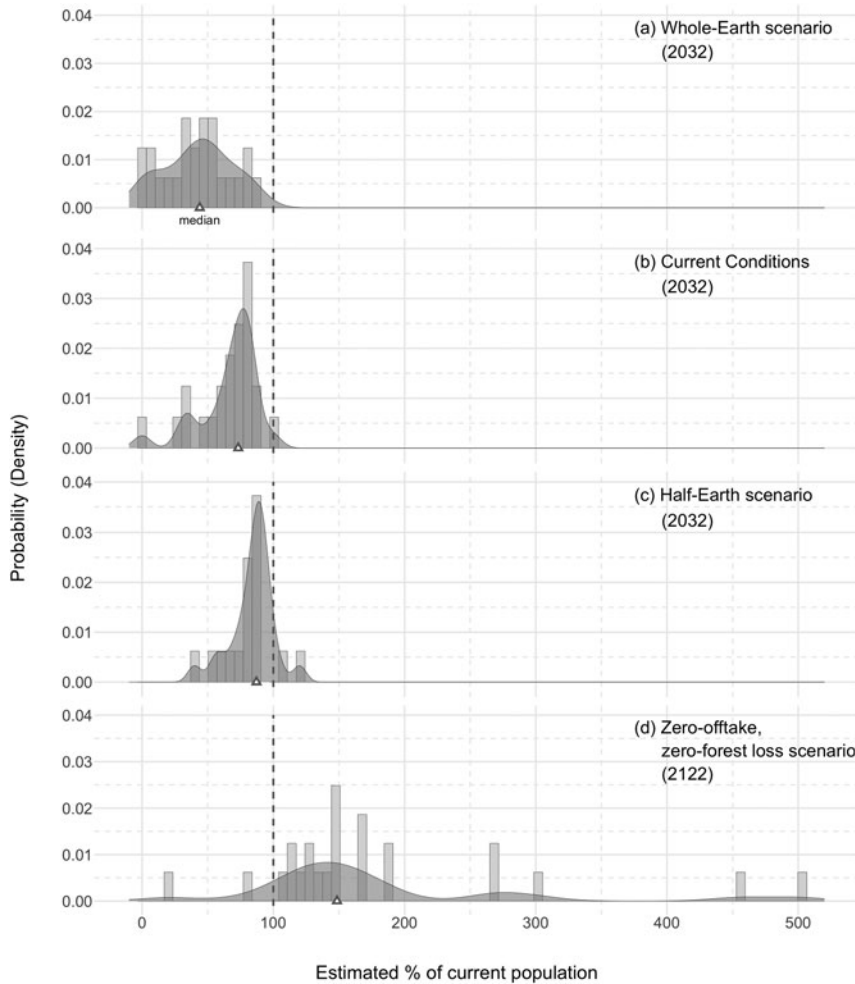 0.04
(a) Whole-Earth scenario
(2032)
0.03
0.02
0.01
0.00
median
0.04
(b) Current Conditions
(2032)
0.03
0.02
0.01
0.00
Probability (Density)
0.04
(c) Half-Earth scenario
(2032)
0.03
0.02
0.01
0.00
0.04
(d) Zero-offtake,
zero-forest loss scenario
(2122)
0.03
0.02
0.01
0.00
0 100 200 300 400 500
Estimated % of current population